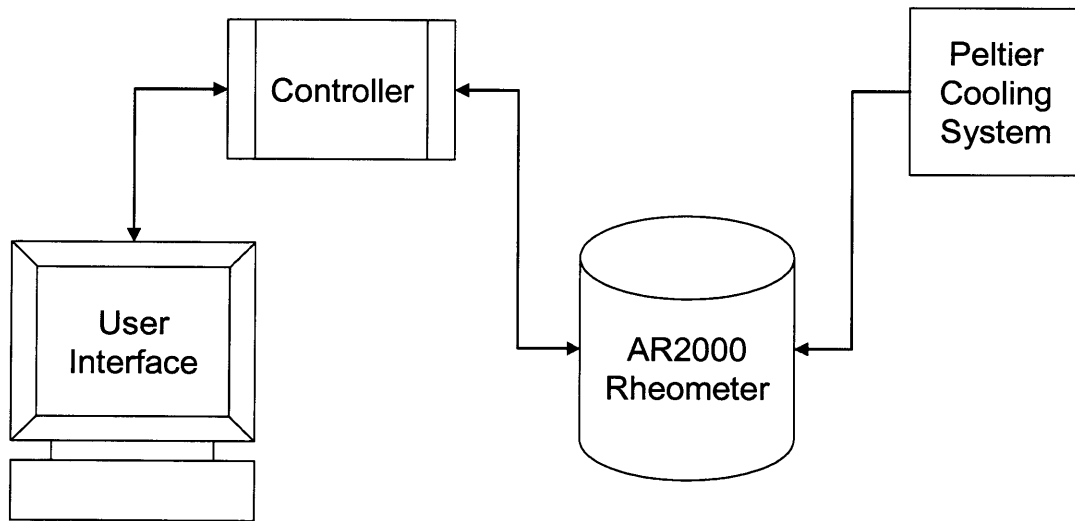 Controller
Peltier
Cooling
System
User
Interface
AR2000
Rheometer